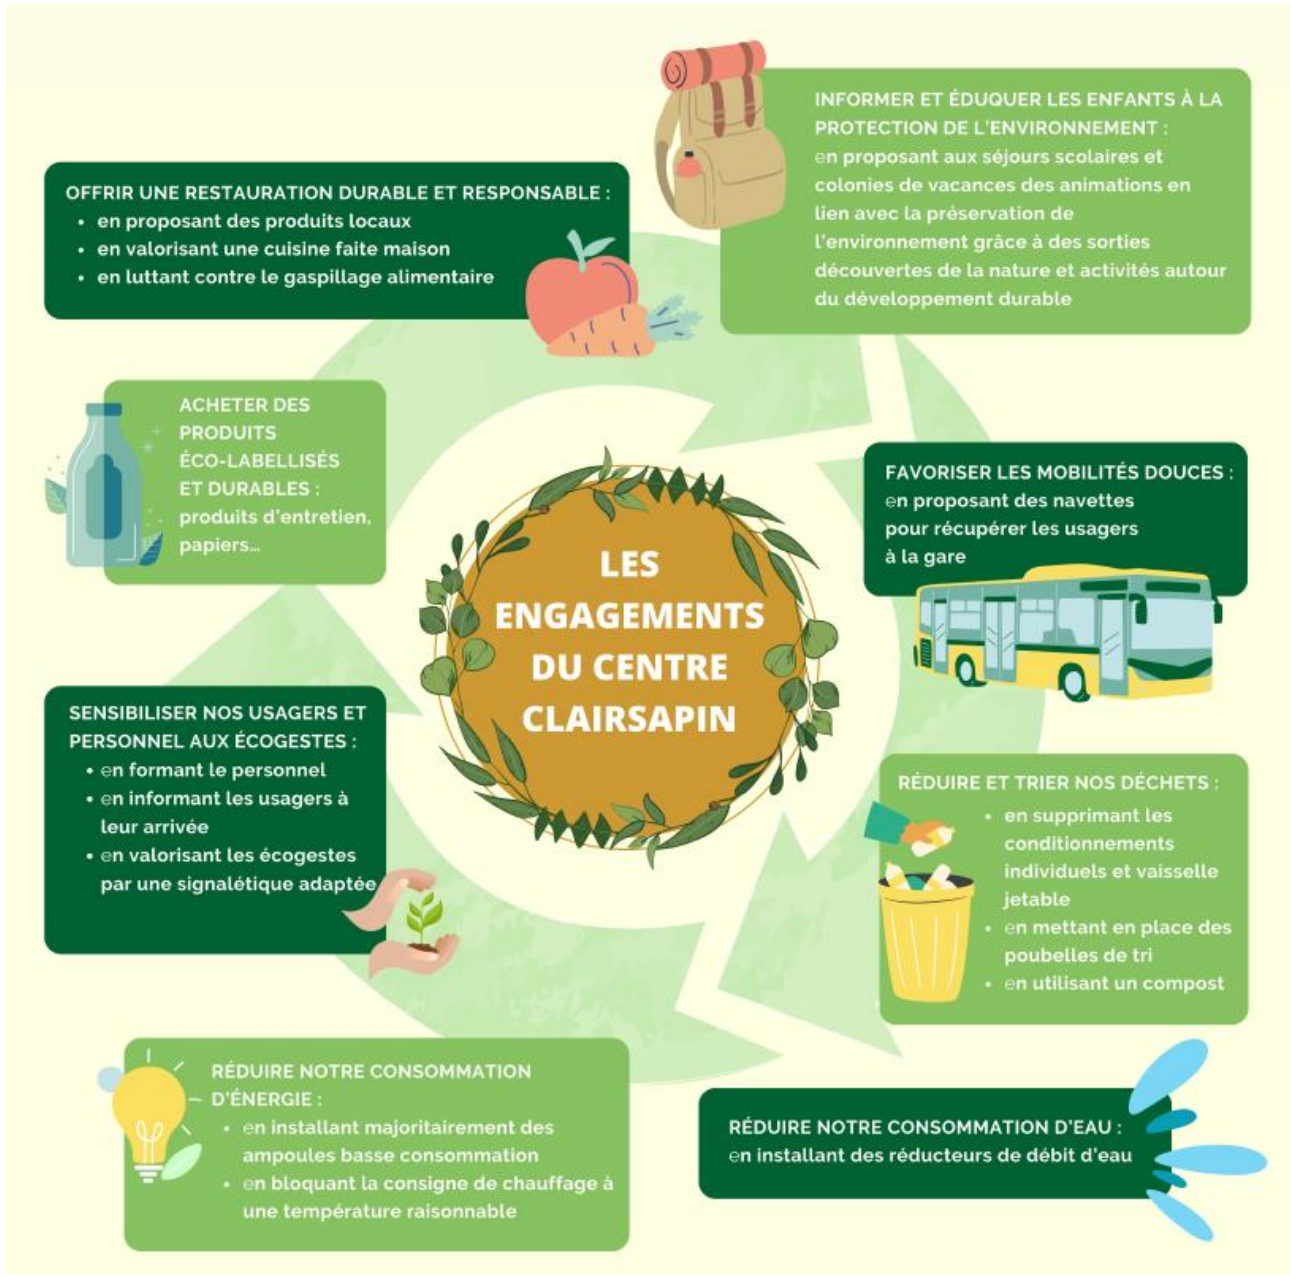 INFORMER ET ÉDUQUER LES ENFANTS À LA
PROTECTION DE L'ENVIRONNEMENT :
en proposant aux séjours scolaires et
colonies de vacances des animations en
lien avec la préservation de
l'environnement grâce à des sorties
découvertes de la nature et activités autour
du développement durable
OFFRIR UNE RESTAURATION DURABLE ET RESPONSABLE :
• en proposant des produits locaux
• en valorisant une cuisine faite maison
• en luttant contre le gaspillage alimentaire
ACHETER DES
PRODUITS
ÉCO-LABELLISÉS
ET DURABLES :
produits d'entretien,
papiers...
FAVORISER LES MOBILITÉS DOUCES :
en proposant des navettes
pour récupérer les usagers
à la gare
LES
ENGAGEMENTS
DU CENTRE
CLAIRSAPIN
SENSIBILISER NOS USAGERS ET
PERSONNEL AUX ÉCOGESTES :
• en formant le personnel
• en informant les usagers à
leur arrivée
• en valorisant les écogestes
par une signalétique adaptée
RÉDUIRE ET TRIER NOS DÉCHETS :
• en supprimant les
conditionnements
individuels et vaisselle
jetable
• en mettant en place des
poubelles de tri
• en utilisant un compost
RÉDUIRE NOTRE CONSOMMATION
D'ÉNERGIE :
• en installant majoritairement des
ampoules basse consommation
• en bloquant la consigne de chauffage à
une température raisonnable
RÉDUIRE NOTRE CONSOMMATION D'EAU :
en installant des réducteurs de débit d'eau